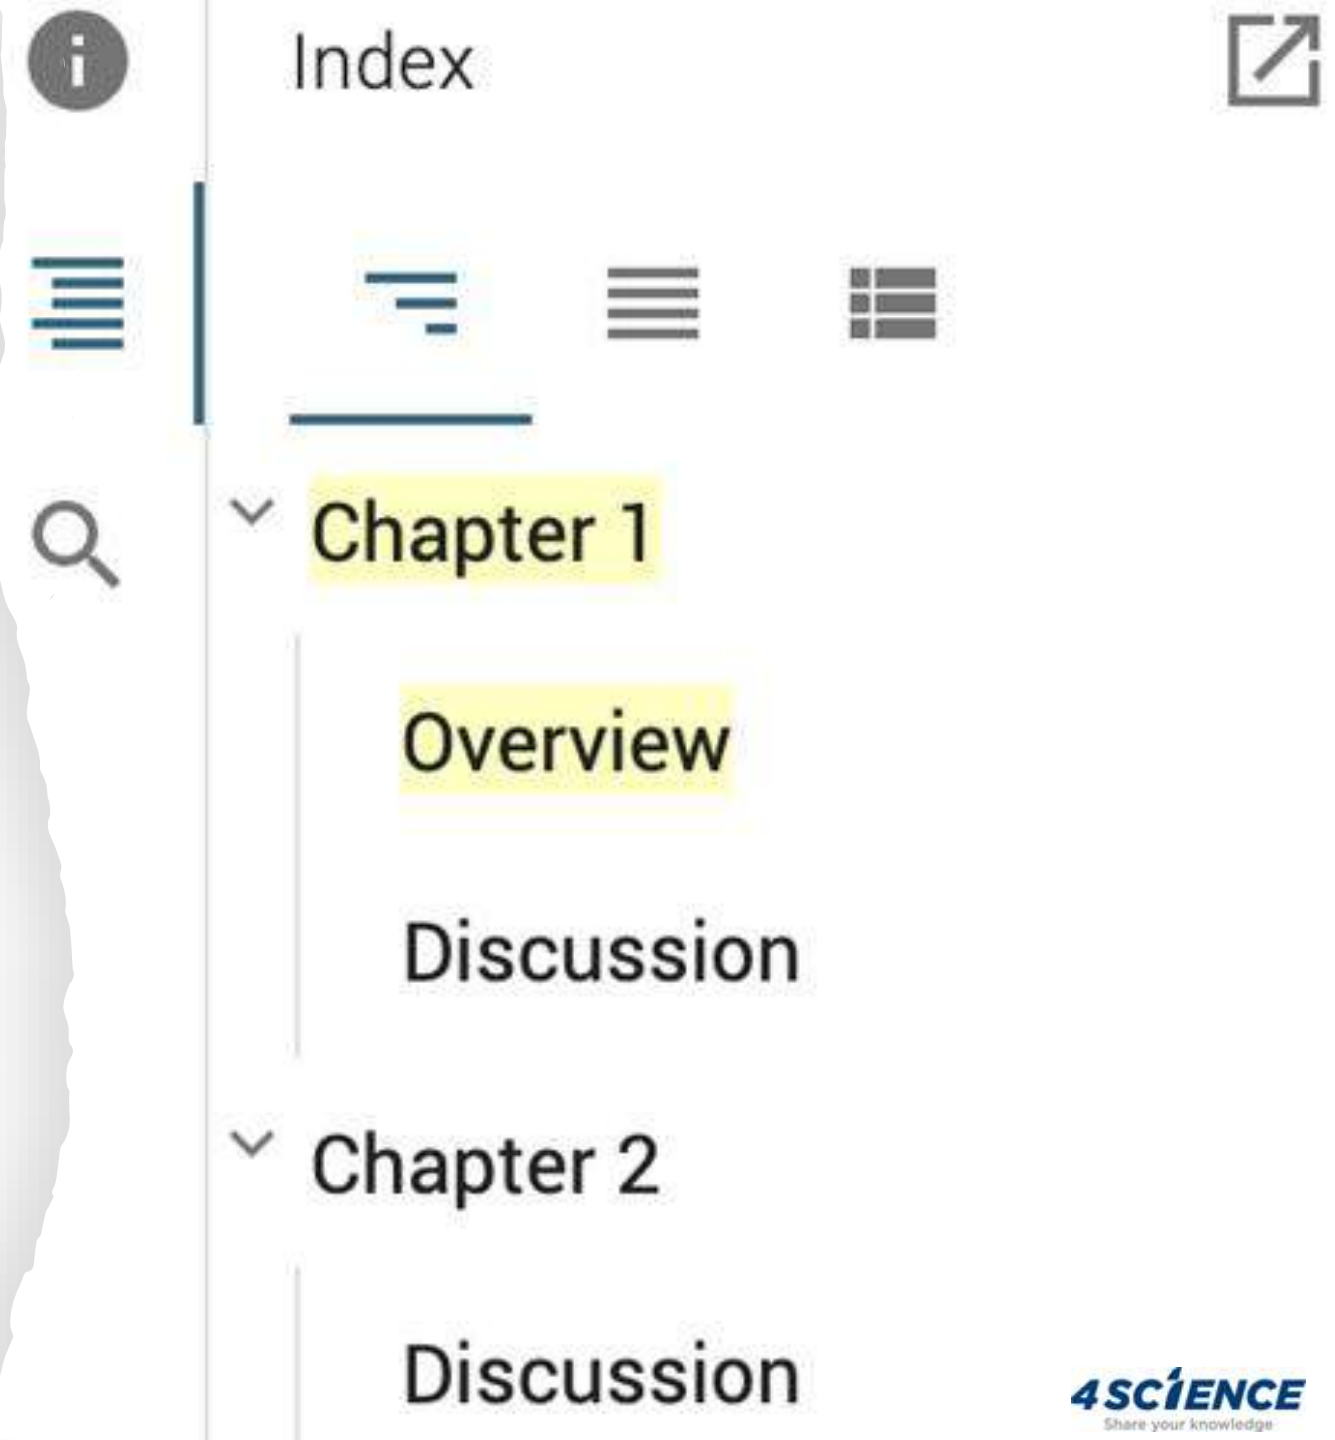 Index
Chapter 1
Overview
Discussion
Chapter 2
Discussion
4SCIENCE
Share your knowledge